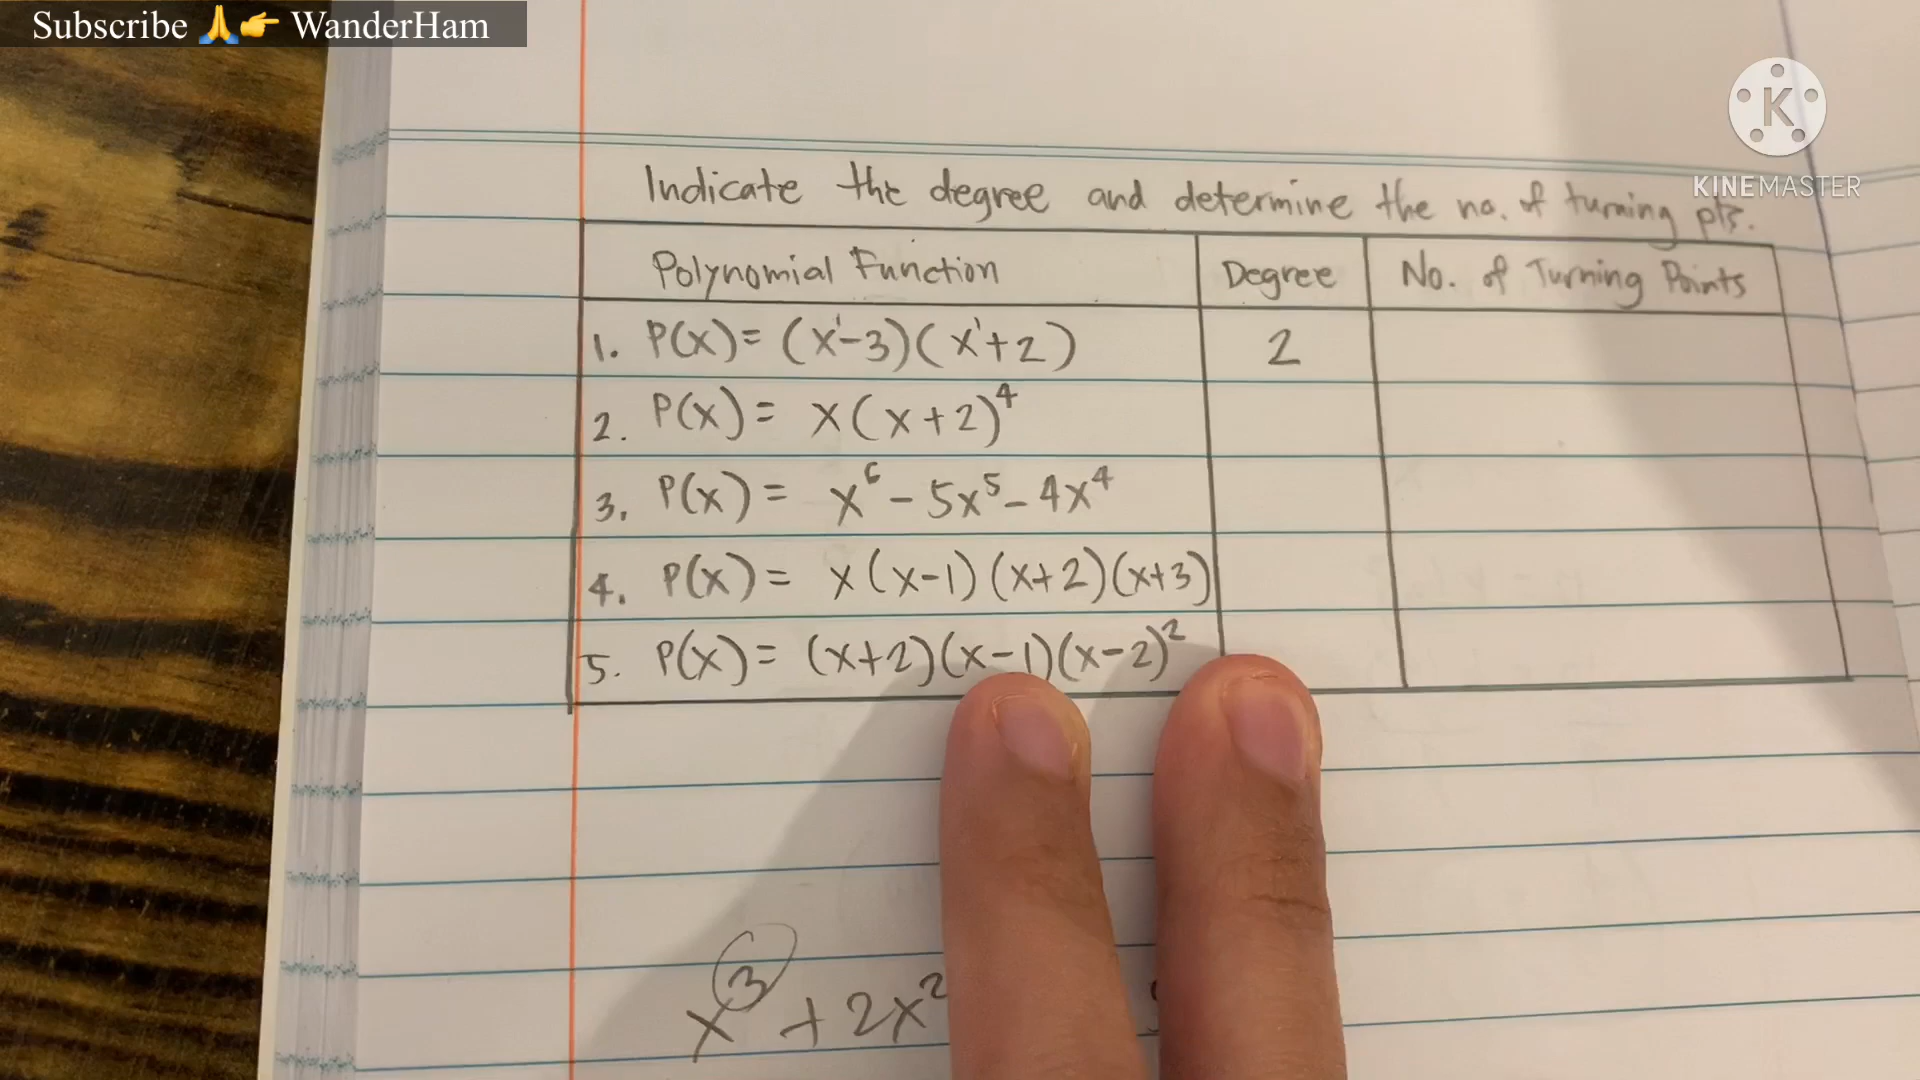 Subscribe 🙏👉 WanderHam
K
KINEMASTER
Indicate the degree and determine the no. of turning pts.
Polynomial Function Degree No. of Turning Points
1. P(x) = (x¹-3)(x¹+2) 2
2. P(x) = x(x+2)⁴
3. P(x) = x⁶ - 5x⁵ - 4x⁴
4. P(x) = x(x-1)(x+2)(x+3)
5. P(x) = (x+2)(x-1)(x-2)²
x³ + 2x²